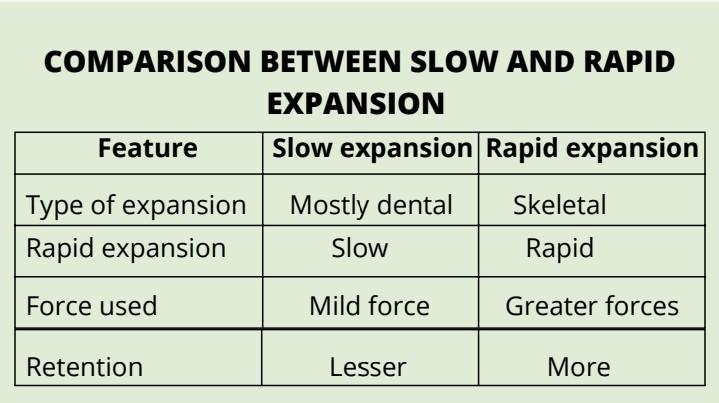 COMPARISON BETWEEN SLOW AND RAPID
EXPANSION
Feature Slow expansion Rapid expansion
Type of expansion Mostly dental Skeletal
Rapid expansion Slow Rapid
Force used Mild force Greater forces
Retention Lesser More